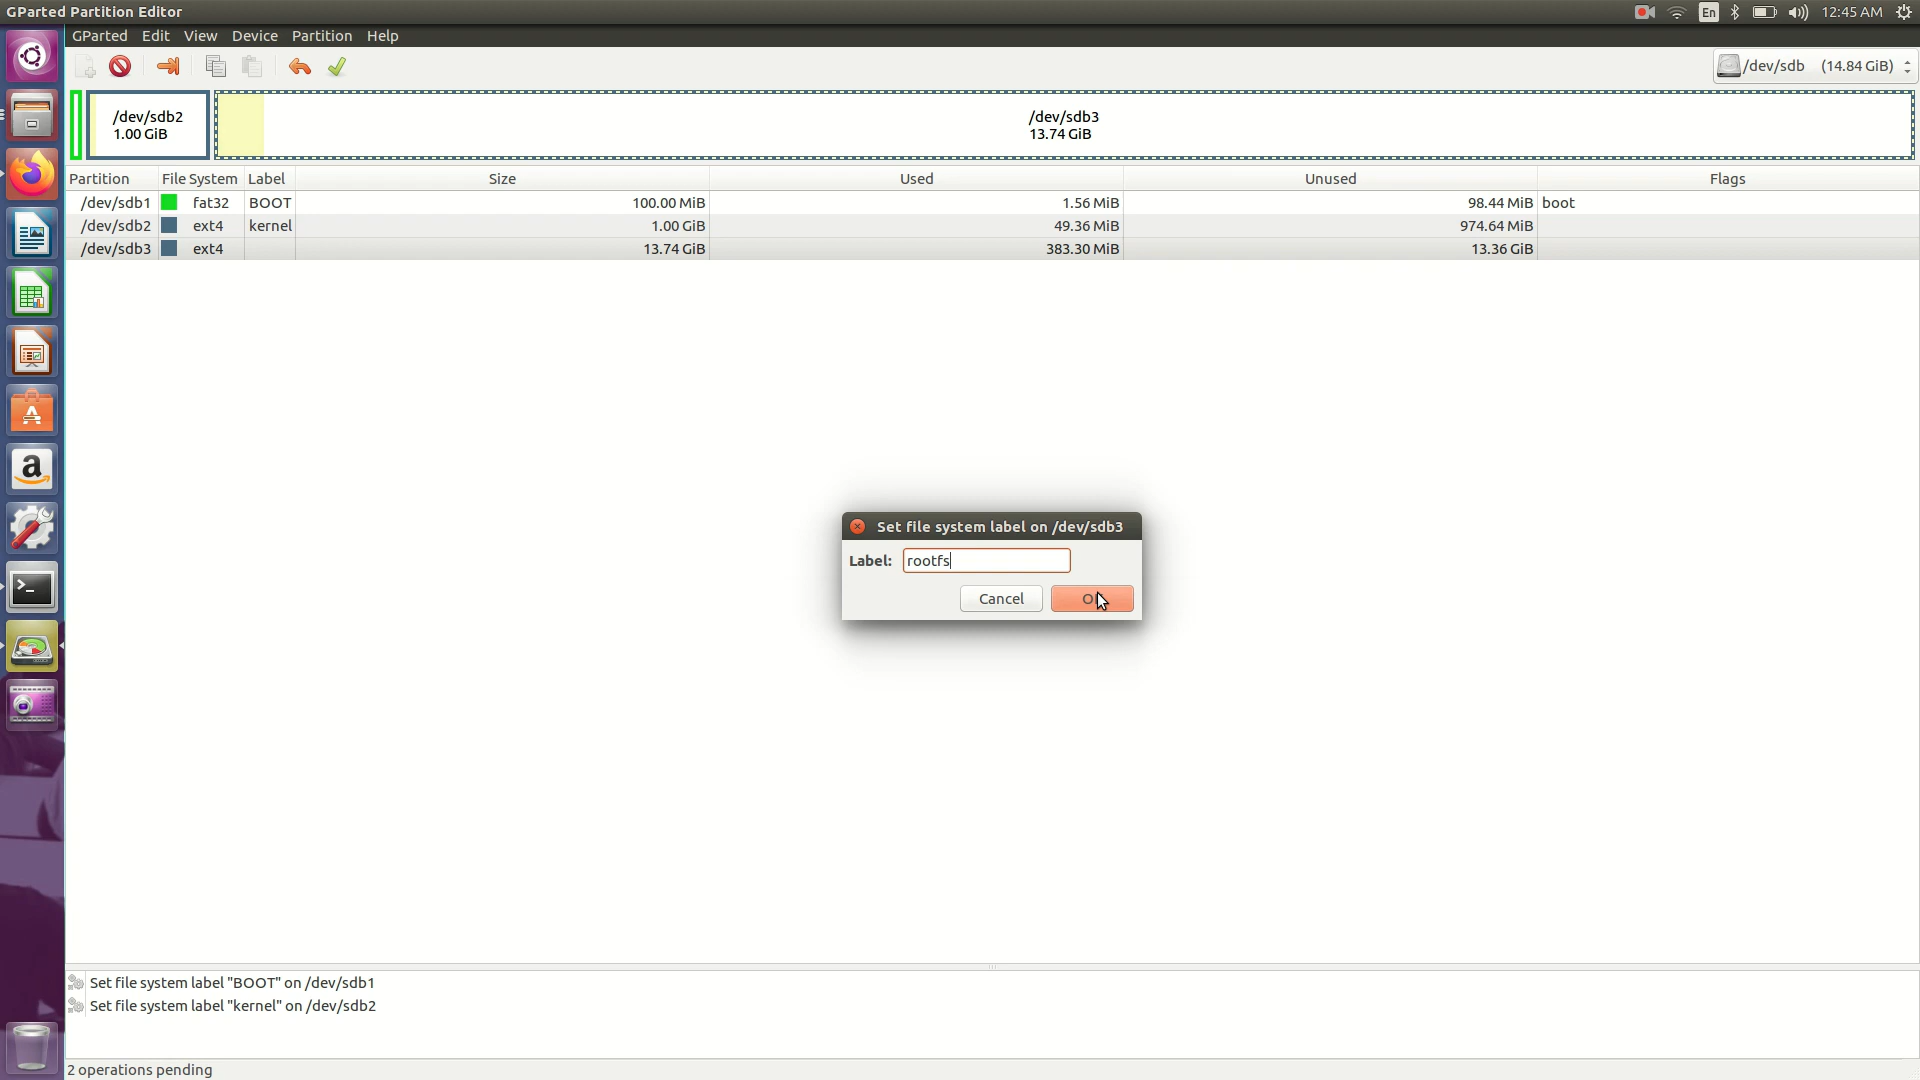 GParted Partition Editor
En
12:45 AM
GParted Edit View Device Partition Help
/dev/sdb (14.84 GiB)
/dev/sdb2
1.00 GiB
/dev/sdb3
13.74 GiB
Partition File System Label Size Used Unused Flags
/dev/sdb1 fat32 BOOT 100.00 MiB 1.56 MiB 98.44 MiB boot
/dev/sdb2 ext4 kernel 1.00 GiB 49.36 MiB 974.64 MiB
/dev/sdb3 ext4 13.74 GiB 383.30 MiB 13.36 GiB
Set file system label on /dev/sdb3
Label: rootfs
Cancel
Set file system label "BOOT" on /dev/sdb1
Set file system label "kernel" on /dev/sdb2
2 operations pending